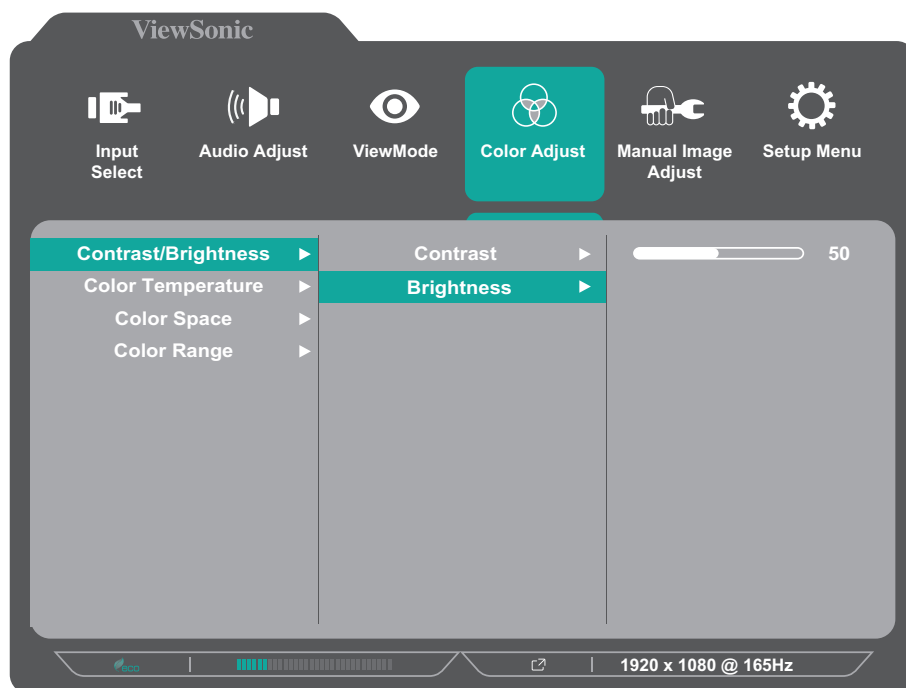 ViewSonic
Input
Select
Audio Adjust
ViewMode
Color Adjust
Manual Image
Adjust
Setup Menu
Contrast/Brightness
Contrast
50
Color Temperature
Brightness
Color Space
Color Range
eco
1920 x 1080 @ 165Hz